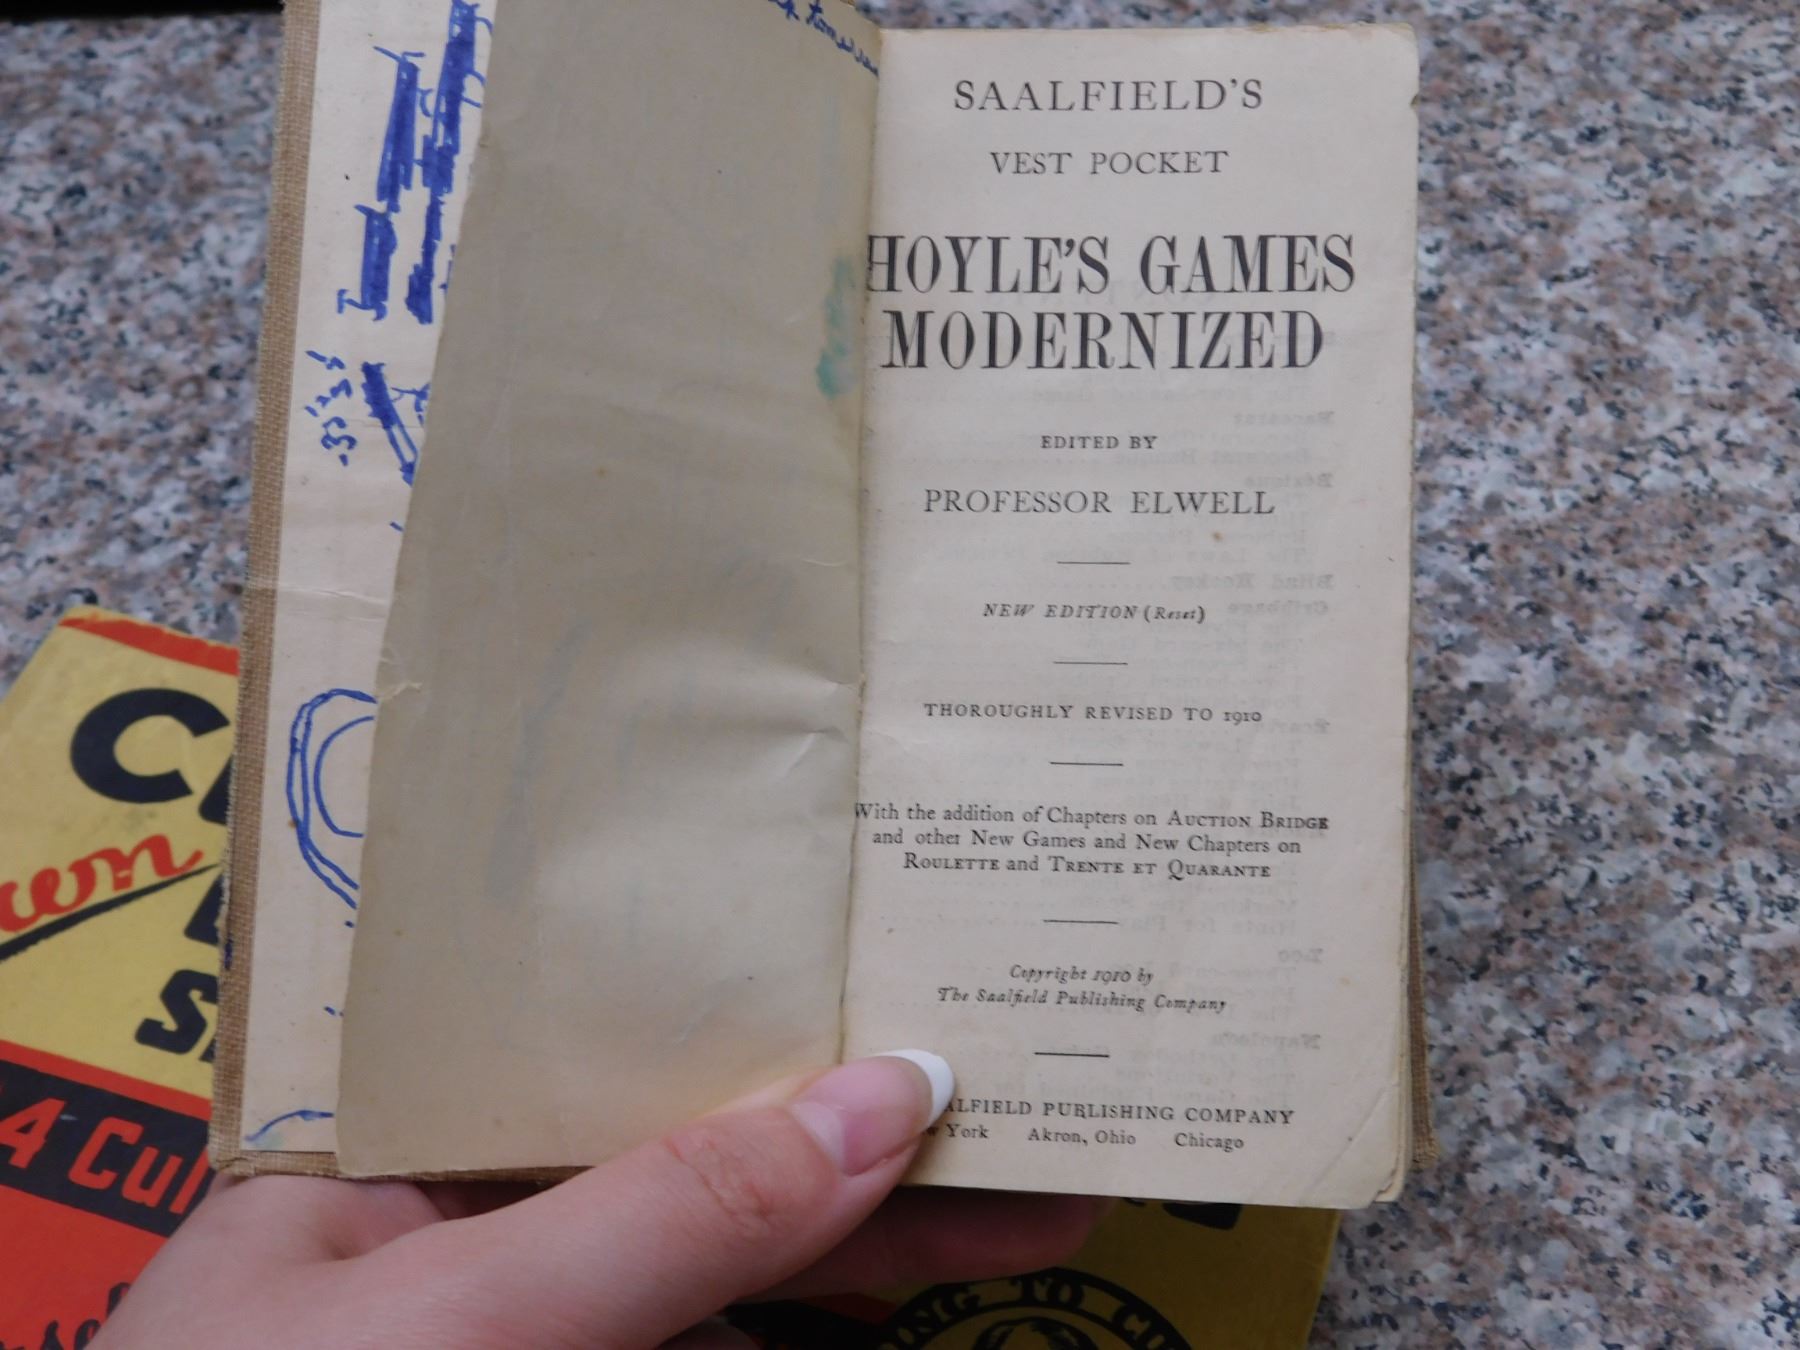 SAALFIELD'S
VEST POCKET
HOYLE'S GAMES
MODERNIZED
EDITED BY
PROFESSOR ELWELL
NEW EDITION (Reset)
THOROUGHLY REVISED TO 1910
With the addition of Chapters on AUCTION BRIDGE
and other New Games and New Chapters on
ROULETTE and TRENTE ET QUARANTE
Copyright 1910 by
The Saalfield Publishing Company
ALFIELD PUBLISHING COMPANY
York Akron, Ohio Chicago
4 Cul